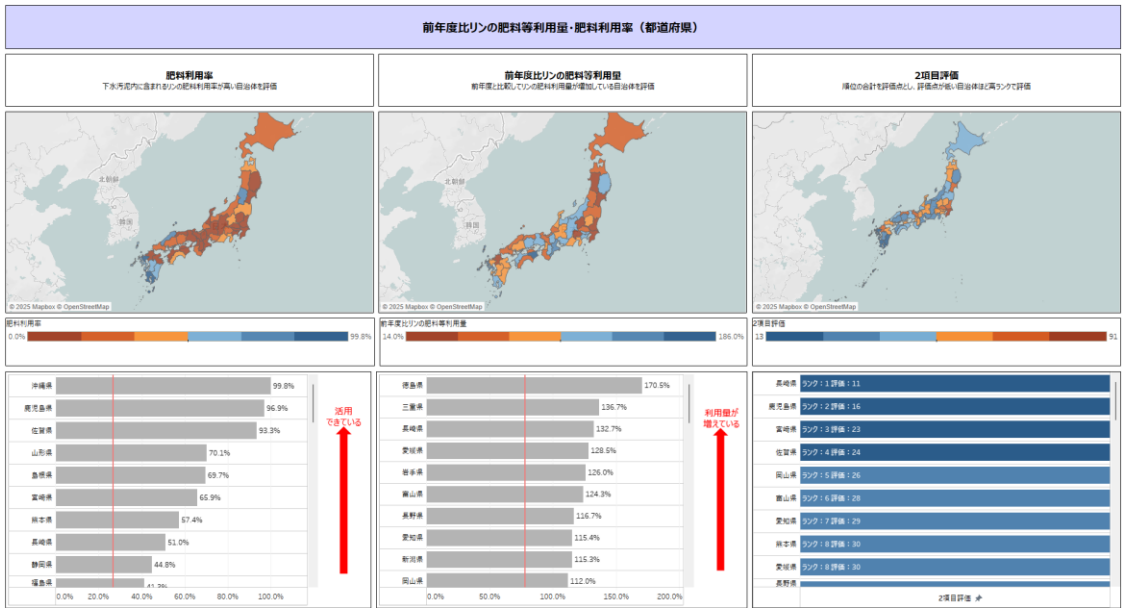 前年度比リンの肥料等利用量・肥料利用率（都道府県）
肥料利用率
下水汚泥内に含まれるリンの肥料利用率が高い自治体を評価
前年度比リンの肥料等利用量
前年度と比較してリンの肥料利用量が増加している自治体を評価
2項目評価
順位の合計を評価点とし、評価点が低い自治体ほど高ランクで評価
北朝鮮
韓国
© 2025 Mapbox © OpenStreetMap
北朝鮮
韓国
© 2025 Mapbox © OpenStreetMap
北朝鮮
韓国
© 2025 Mapbox © OpenStreetMap
肥料利用率
0.0% 99.8%
前年度比リンの肥料等利用量
14.0% 186.0%
2項目評価
13 91
沖縄県 99.8%
鹿児島県 96.9%
佐賀県 93.3%
山形県 70.1%
島根県 69.7%
宮崎県 65.9%
熊本県 57.4%
長崎県 51.0%
静岡県 44.8%
福島県 41.3%
0.0% 20.0% 40.0% 60.0% 80.0% 100.0%
活用
できている
徳島県 170.5%
三重県 136.7%
長崎県 132.7%
愛媛県 128.5%
岩手県 126.0%
富山県 124.3%
長野県 116.7%
愛知県 115.4%
新潟県 115.3%
岡山県 112.0%
0.0% 50.0% 100.0% 150.0% 200.0%
利用量が
増えている
長崎県 ランク：1 評価：11
鹿児島県 ランク：2 評価：16
宮崎県 ランク：3 評価：23
佐賀県 ランク：4 評価：24
岡山県 ランク：5 評価：26
富山県 ランク：6 評価：28
愛知県 ランク：7 評価：29
熊本県 ランク：8 評価：30
愛媛県 ランク：8 評価：30
長野県
2項目評価